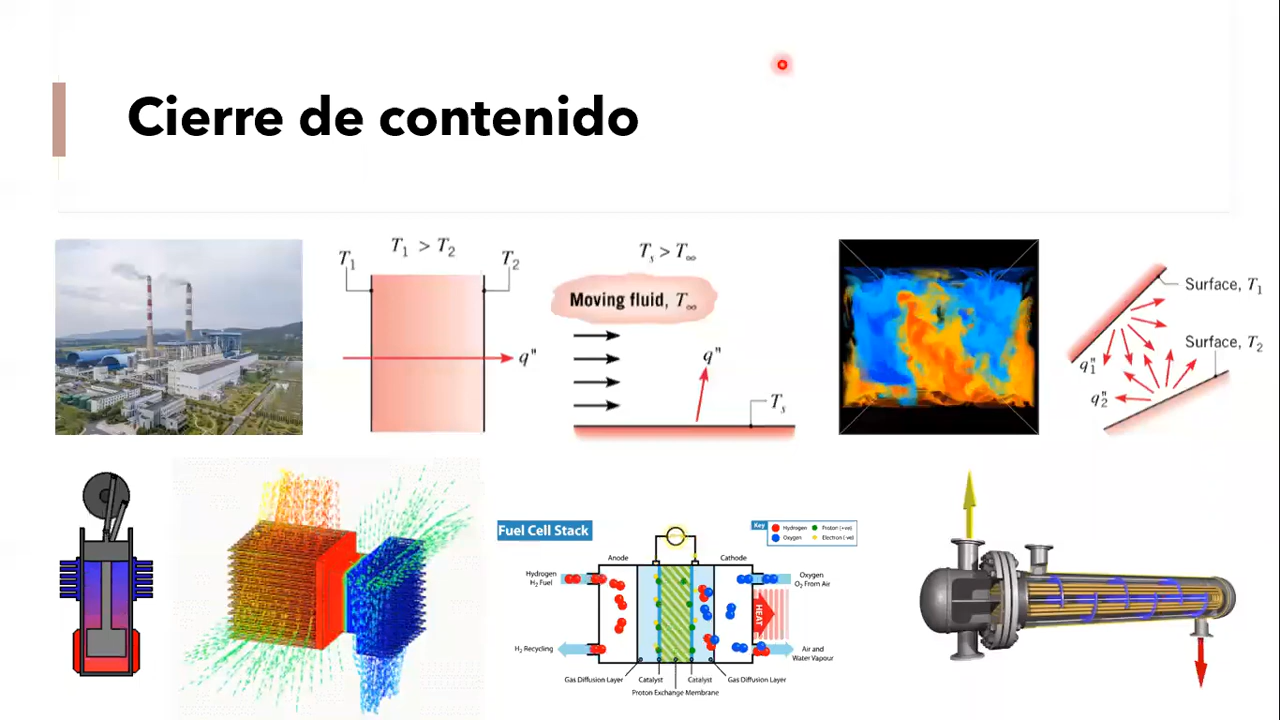 Cierre de contenido
T₁ > T₂
T₁
T₂
q"
Tₛ > T∞
Moving fluid, T∞
q"
Tₛ
Surface, T₁
Surface, T₂
q₁"
q₂"
Fuel Cell Stack
Key
Hydrogen
Proton (+ve)
Oxygen
Electron (-ve)
Anode
Cathode
Hydrogen
H₂ Fuel
Oxygen
O₂ From Air
HEAT
H₂ Recycling
Air and
Water Vapour
Gas Diffusion Layer
Catalyst
Catalyst
Gas Diffusion Layer
Proton Exchange Membrane